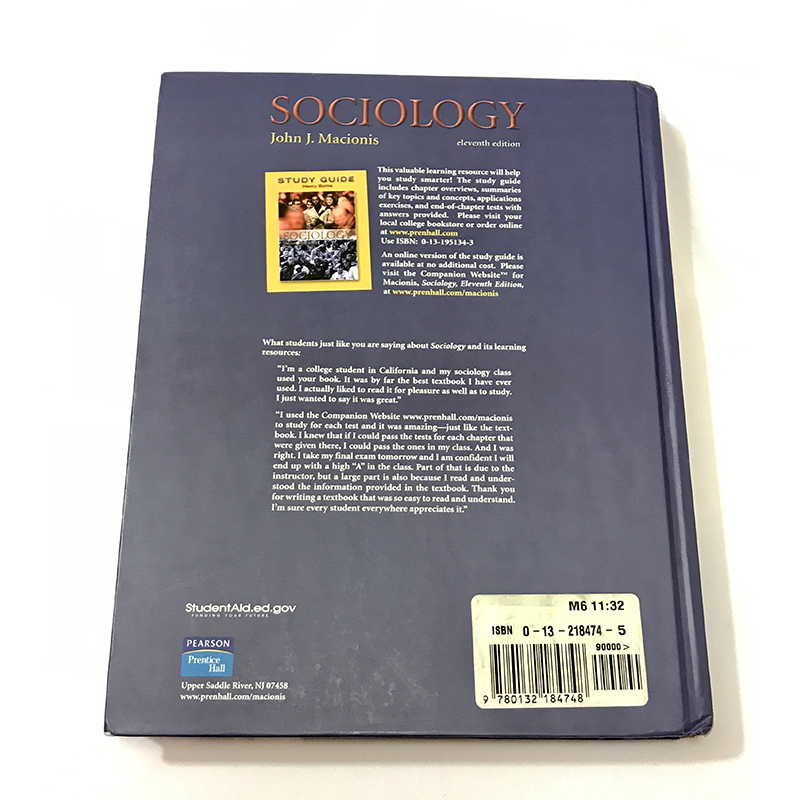 SOCIOLOGY
John J. Macionis
eleventh edition
STUDY GUIDE
Henry Borne
SOCIOLOGY
This valuable learning resource will help
you study smarter! The study guide
includes chapter overviews, summaries
of key topics and concepts, applications
exercises, and end-of-chapter tests with
answers provided. Please visit your
local college bookstore or order online
at www.prenhall.com
Use ISBN: 0-13-195134-3
An online version of the study guide is
available at no additional cost. Please
visit the Companion Website™ for
Macionis, Sociology, Eleventh Edition,
at www.prenhall/macionis
What students just like you are saying about Sociology and its learning
resources:
"I'm a college student in California and my sociology class
used your book. It was by far the best textbook I have ever
used. I actually liked to read it for pleasure as well as to study.
I just wanted to say it was great."
"I used the Companion Website www.prenhall.com/macionis
to study for each test and it was amazing—just like the text-
book. I knew that if I could pass the tests for each chapter that
were given there, I could pass the ones in my class. And I was
right. I take my final exam tomorrow and I am confident I will
end up with a high "A" in the class. Part of that is due to the
instructor, but a large part is also because I read and under-
stood the information provided in the textbook. Thank you
for writing a textbook that was so easy to read and understand.
I'm sure every student everywhere appreciates it."
StudentAid.ed.gov
FUNDING YOUR FUTURE.
PEARSON
Prentice
Hall
Upper Saddle River, NJ 07458
www.prenhall.com/macionis
M6 11:32
ISBN 0-13-218474-5
90000>
9 780132 184748